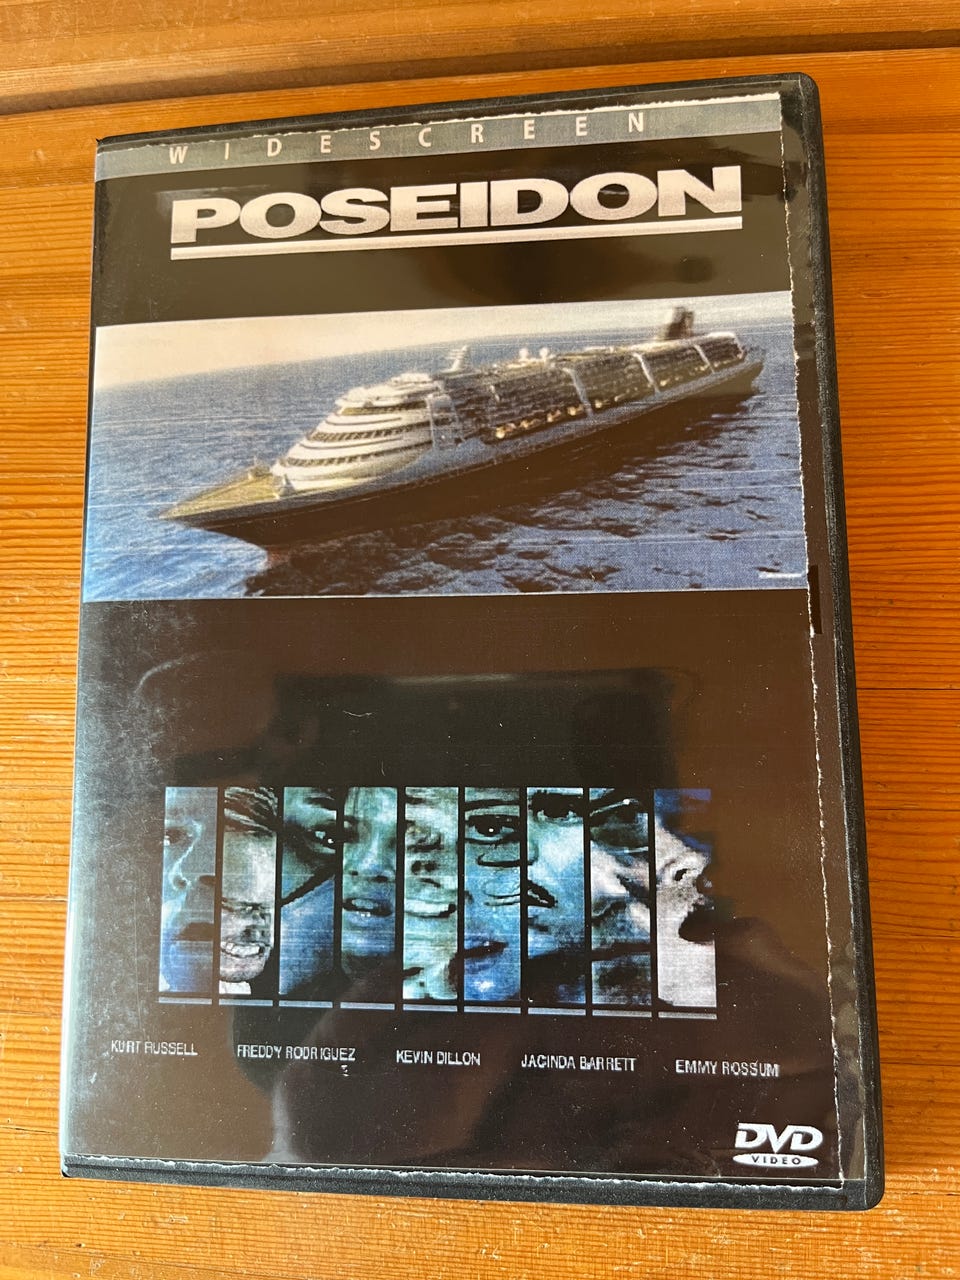 WIDESCREEN
POSEIDON
KURT RUSSELL FREDDY RODRIGUEZ KEVIN DILLON JACINDA BARRETT EMMY ROSSUM
DVD
VIDEO